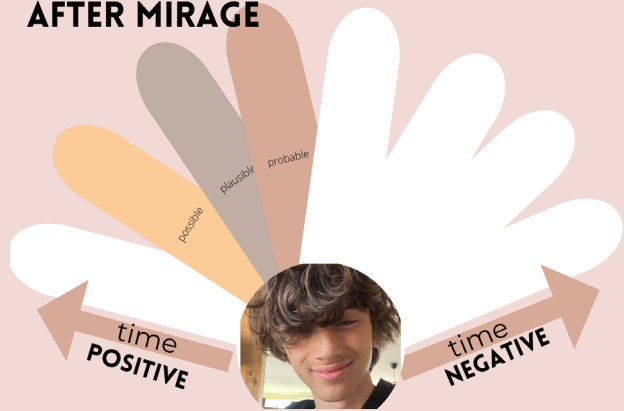 AFTER MIRAGE
possible
plausible
probable
time
POSITIVE
time
NEGATIVE